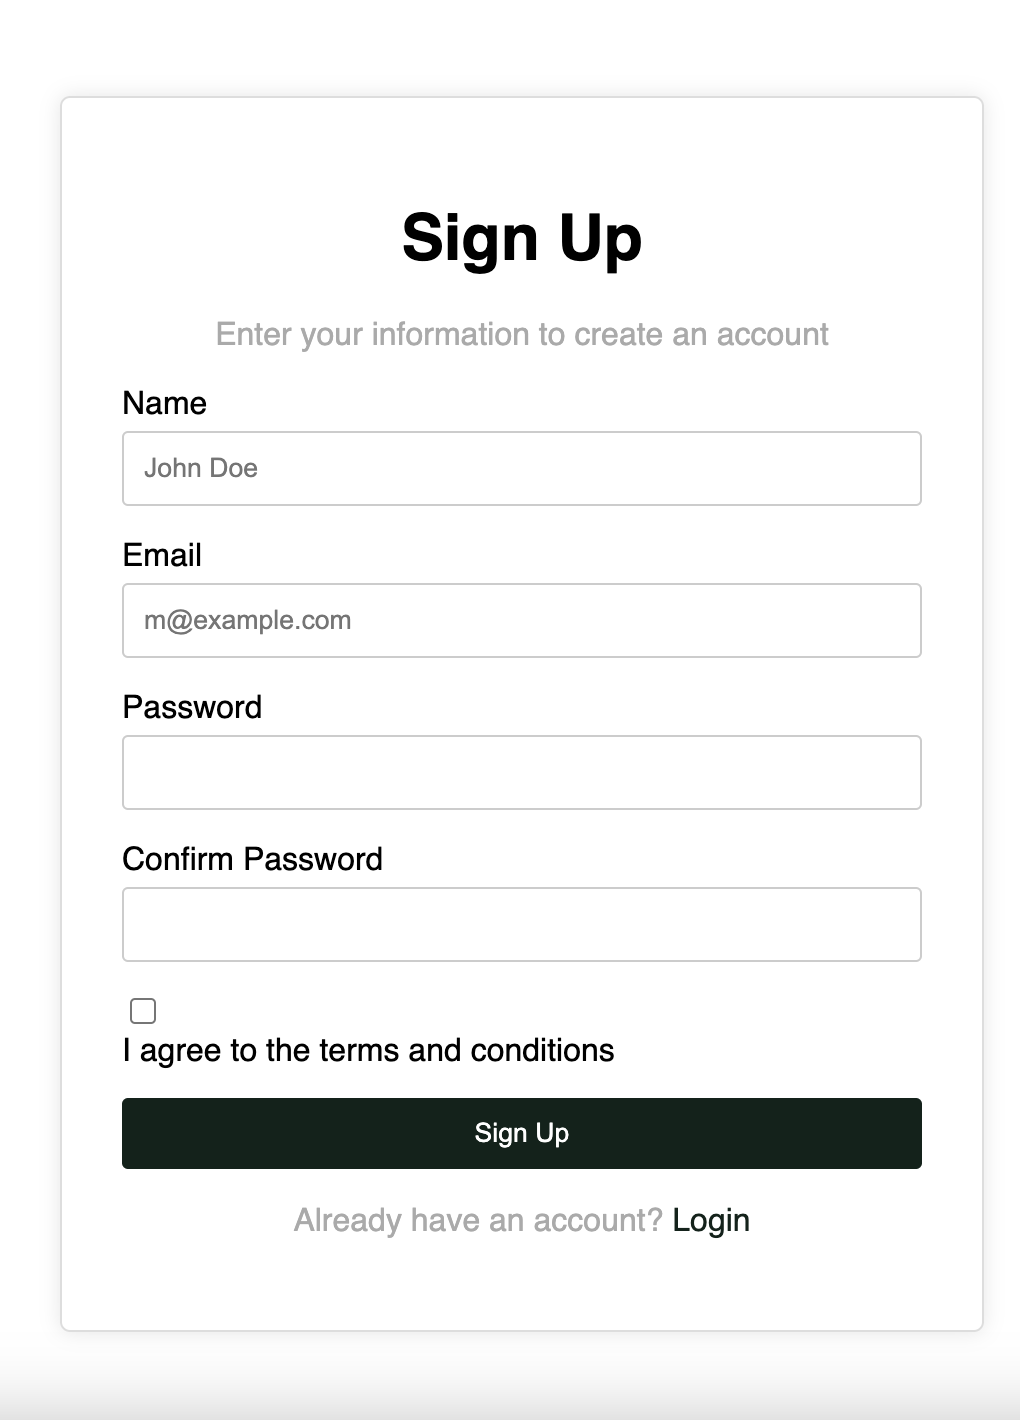 Sign Up
Enter your information to create an account
Name
John Doe
Email
m@example.com
Password
Confirm Password
I agree to the terms and conditions
Sign Up
Already have an account? Login